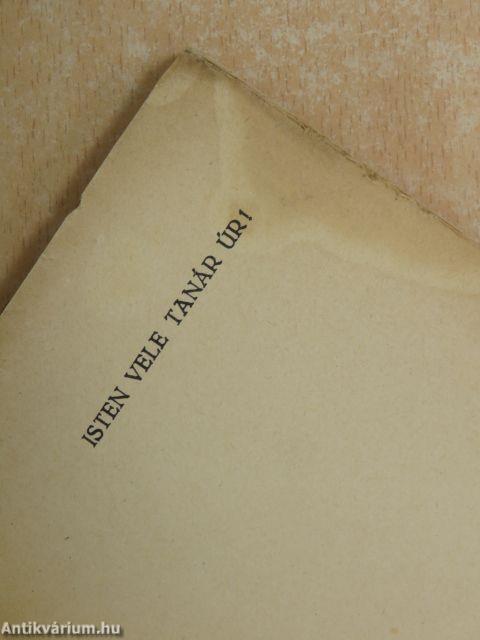 ISTEN VELE TANÁR ÚR!
Antikvárium.hu